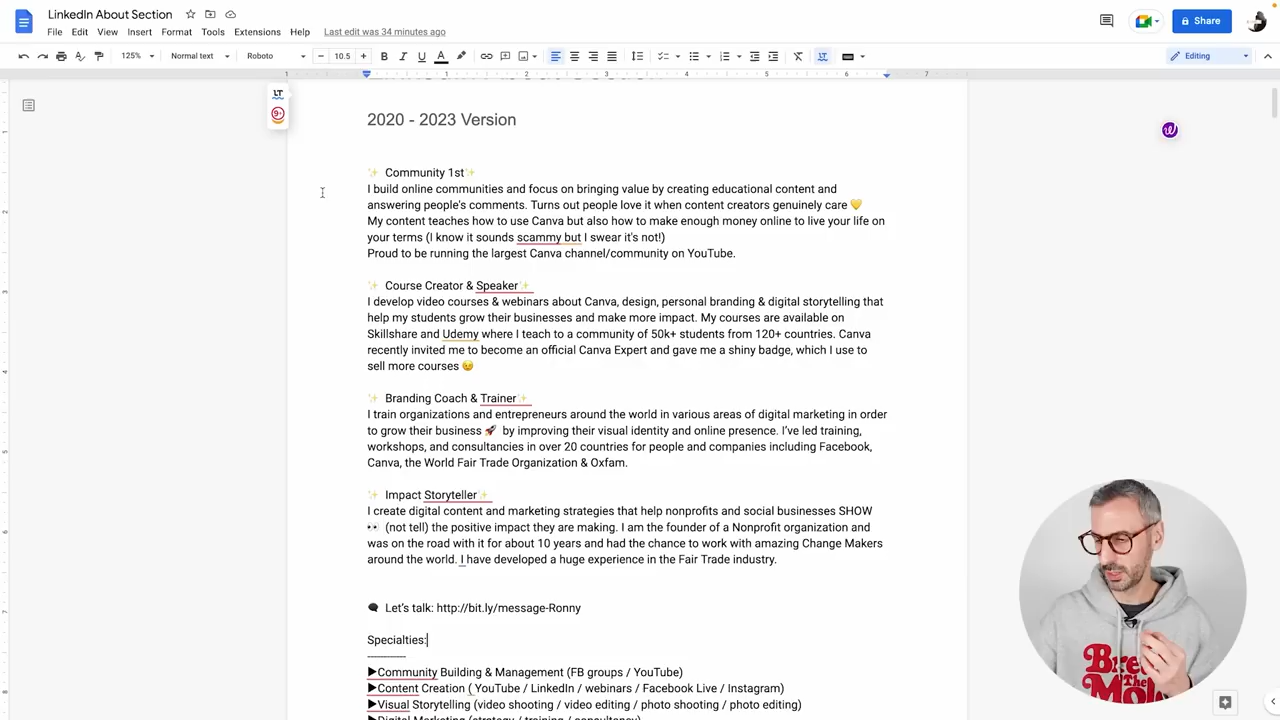 LinkedIn About Section
File Edit View Insert Format Tools Extensions Help Last edit was 34 minutes ago
Share
125% Normal text Roboto 10.5 Editing
1 1 2 3 4 5 6 7
LT
9+
2020 - 2023 Version
✨ Community 1st✨
I build online communities and focus on bringing value by creating educational content and
answering people's comments. Turns out people love it when content creators genuinely care 💛
My content teaches how to use Canva but also how to make enough money online to live your life on
your terms (I know it sounds scammy but I swear it's not!)
Proud to be running the largest Canva channel/community on YouTube.
✨ Course Creator & Speaker✨
I develop video courses & webinars about Canva, design, personal branding & digital storytelling that
help my students grow their businesses and make more impact. My courses are available on
Skillshare and Udemy where I teach to a community of 50k+ students from 120+ countries. Canva
recently invited me to become an official Canva Expert and gave me a shiny badge, which I use to
sell more courses 😉
✨ Branding Coach & Trainer✨
I train organizations and entrepreneurs around the world in various areas of digital marketing in order
to grow their business 🚀 by improving their visual identity and online presence. I've led training,
workshops, and consultancies in over 20 countries for people and companies including Facebook,
Canva, the World Fair Trade Organization & Oxfam.
✨ Impact Storyteller✨
I create digital content and marketing strategies that help nonprofits and social businesses SHOW
👀 (not tell) the positive impact they are making. I am the founder of a Nonprofit organization and
was on the road with it for about 10 years and had the chance to work with amazing Change Makers
around the world. I have developed a huge experience in the Fair Trade industry.
🗨 Let's talk: http://bit.ly/message-Ronny
Specialties:
------------
▶Community Building & Management (FB groups / YouTube)
▶Content Creation ( YouTube / LinkedIn / webinars / Facebook Live / Instagram)
▶Visual Storytelling (video shooting / video editing / photo shooting / photo editing)
▶Digital Marketing (strategy / training / consultancy)